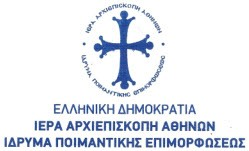 ΙΕΡΑ ΑΡΧΙΕΠΙΣΚΟΠΗ ΑΘΗΝΩΝ
ΙΔΡΥΜΑ ΠΟΙΜΑΝΤΙΚΗΣ ΕΠΙΜΟΡΦΩΣΕΩΣ
ΕΛΛΗΝΙΚΗ ΔΗΜΟΚΡΑΤΙΑ
ΙΕΡΑ ΑΡΧΙΕΠΙΣΚΟΠΗ ΑΘΗΝΩΝ
ΙΔΡΥΜΑ ΠΟΙΜΑΝΤΙΚΗΣ ΕΠΙΜΟΡΦΩΣΕΩΣ